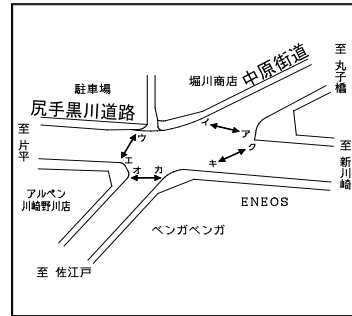 駐車場
堀川商店
中原街道
至 丸子橋
尻手黒川道路
至 片平
ウ
イ
ア
ク
エ
キ
オ
カ
至 新川崎
アルペン
川崎野川店
ENEOS
ベンガベンガ
至 佐江戸